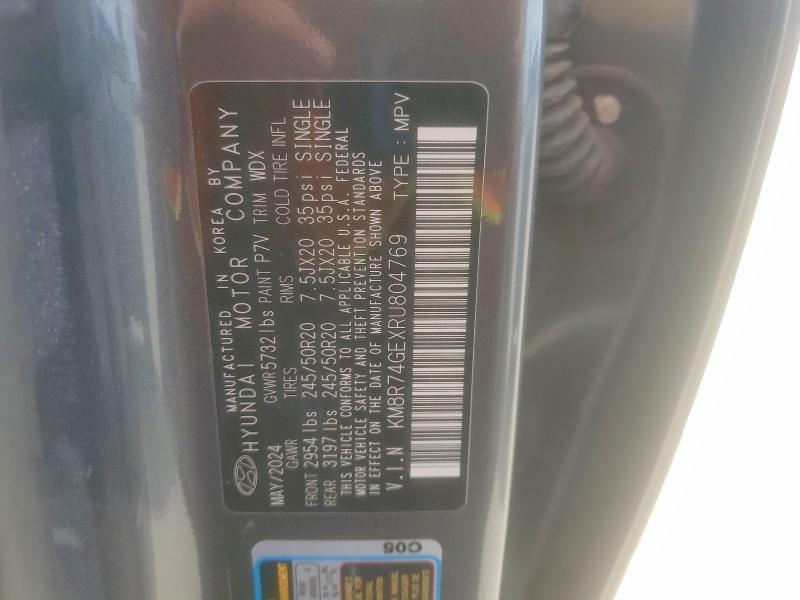 MANUFACTURED IN KOREA BY
HYUNDAI MOTOR COMPANY
MAY/2024 GVWR 5732 lbs PAINT P7V TRIM WDX
GAWR TIRES RIMS COLD TIRE INFL
FRONT 2954 lbs 245/50R20 7.5JX20 35psi SINGLE
REAR 3197 lbs 245/50R20 7.5JX20 35psi SINGLE
THIS VEHICLE CONFORMS TO ALL APPLICABLE U.S.A. FEDERAL
MOTOR VEHICLE SAFETY AND THEFT PREVENTION STANDARDS
IN EFFECT ON THE DATE OF MANUFACTURE SHOWN ABOVE
V.I.N KM8R74GEXRU804769 TYPE : MPV
C05